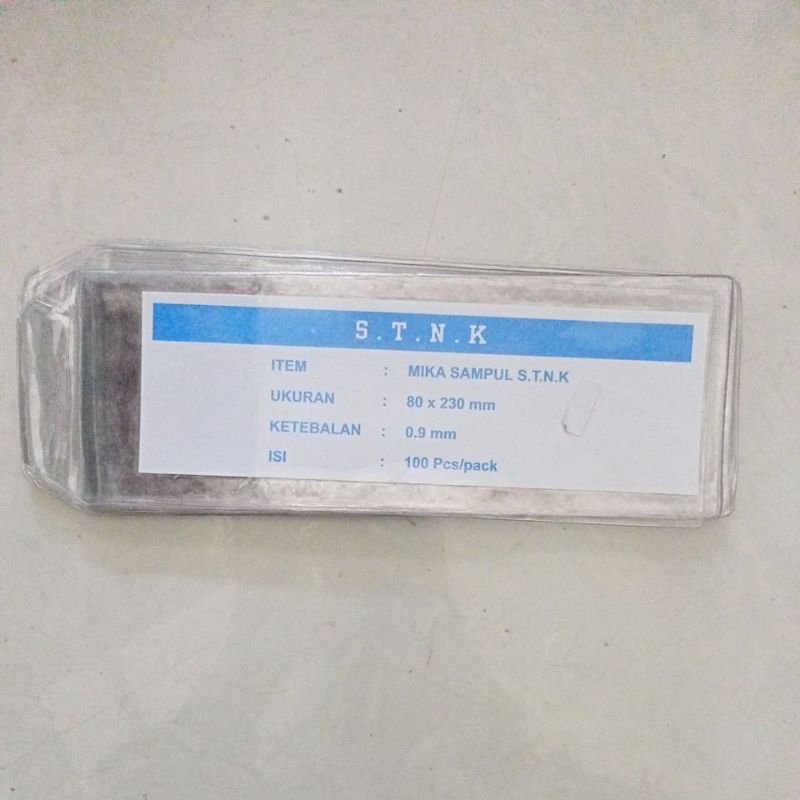 S.T.N.K
ITEM : MIKA SAMPUL S.T.N.K
UKURAN : 80 x 230 mm
KETEBALAN : 0.9 mm
ISI : 100 Pcs/pack